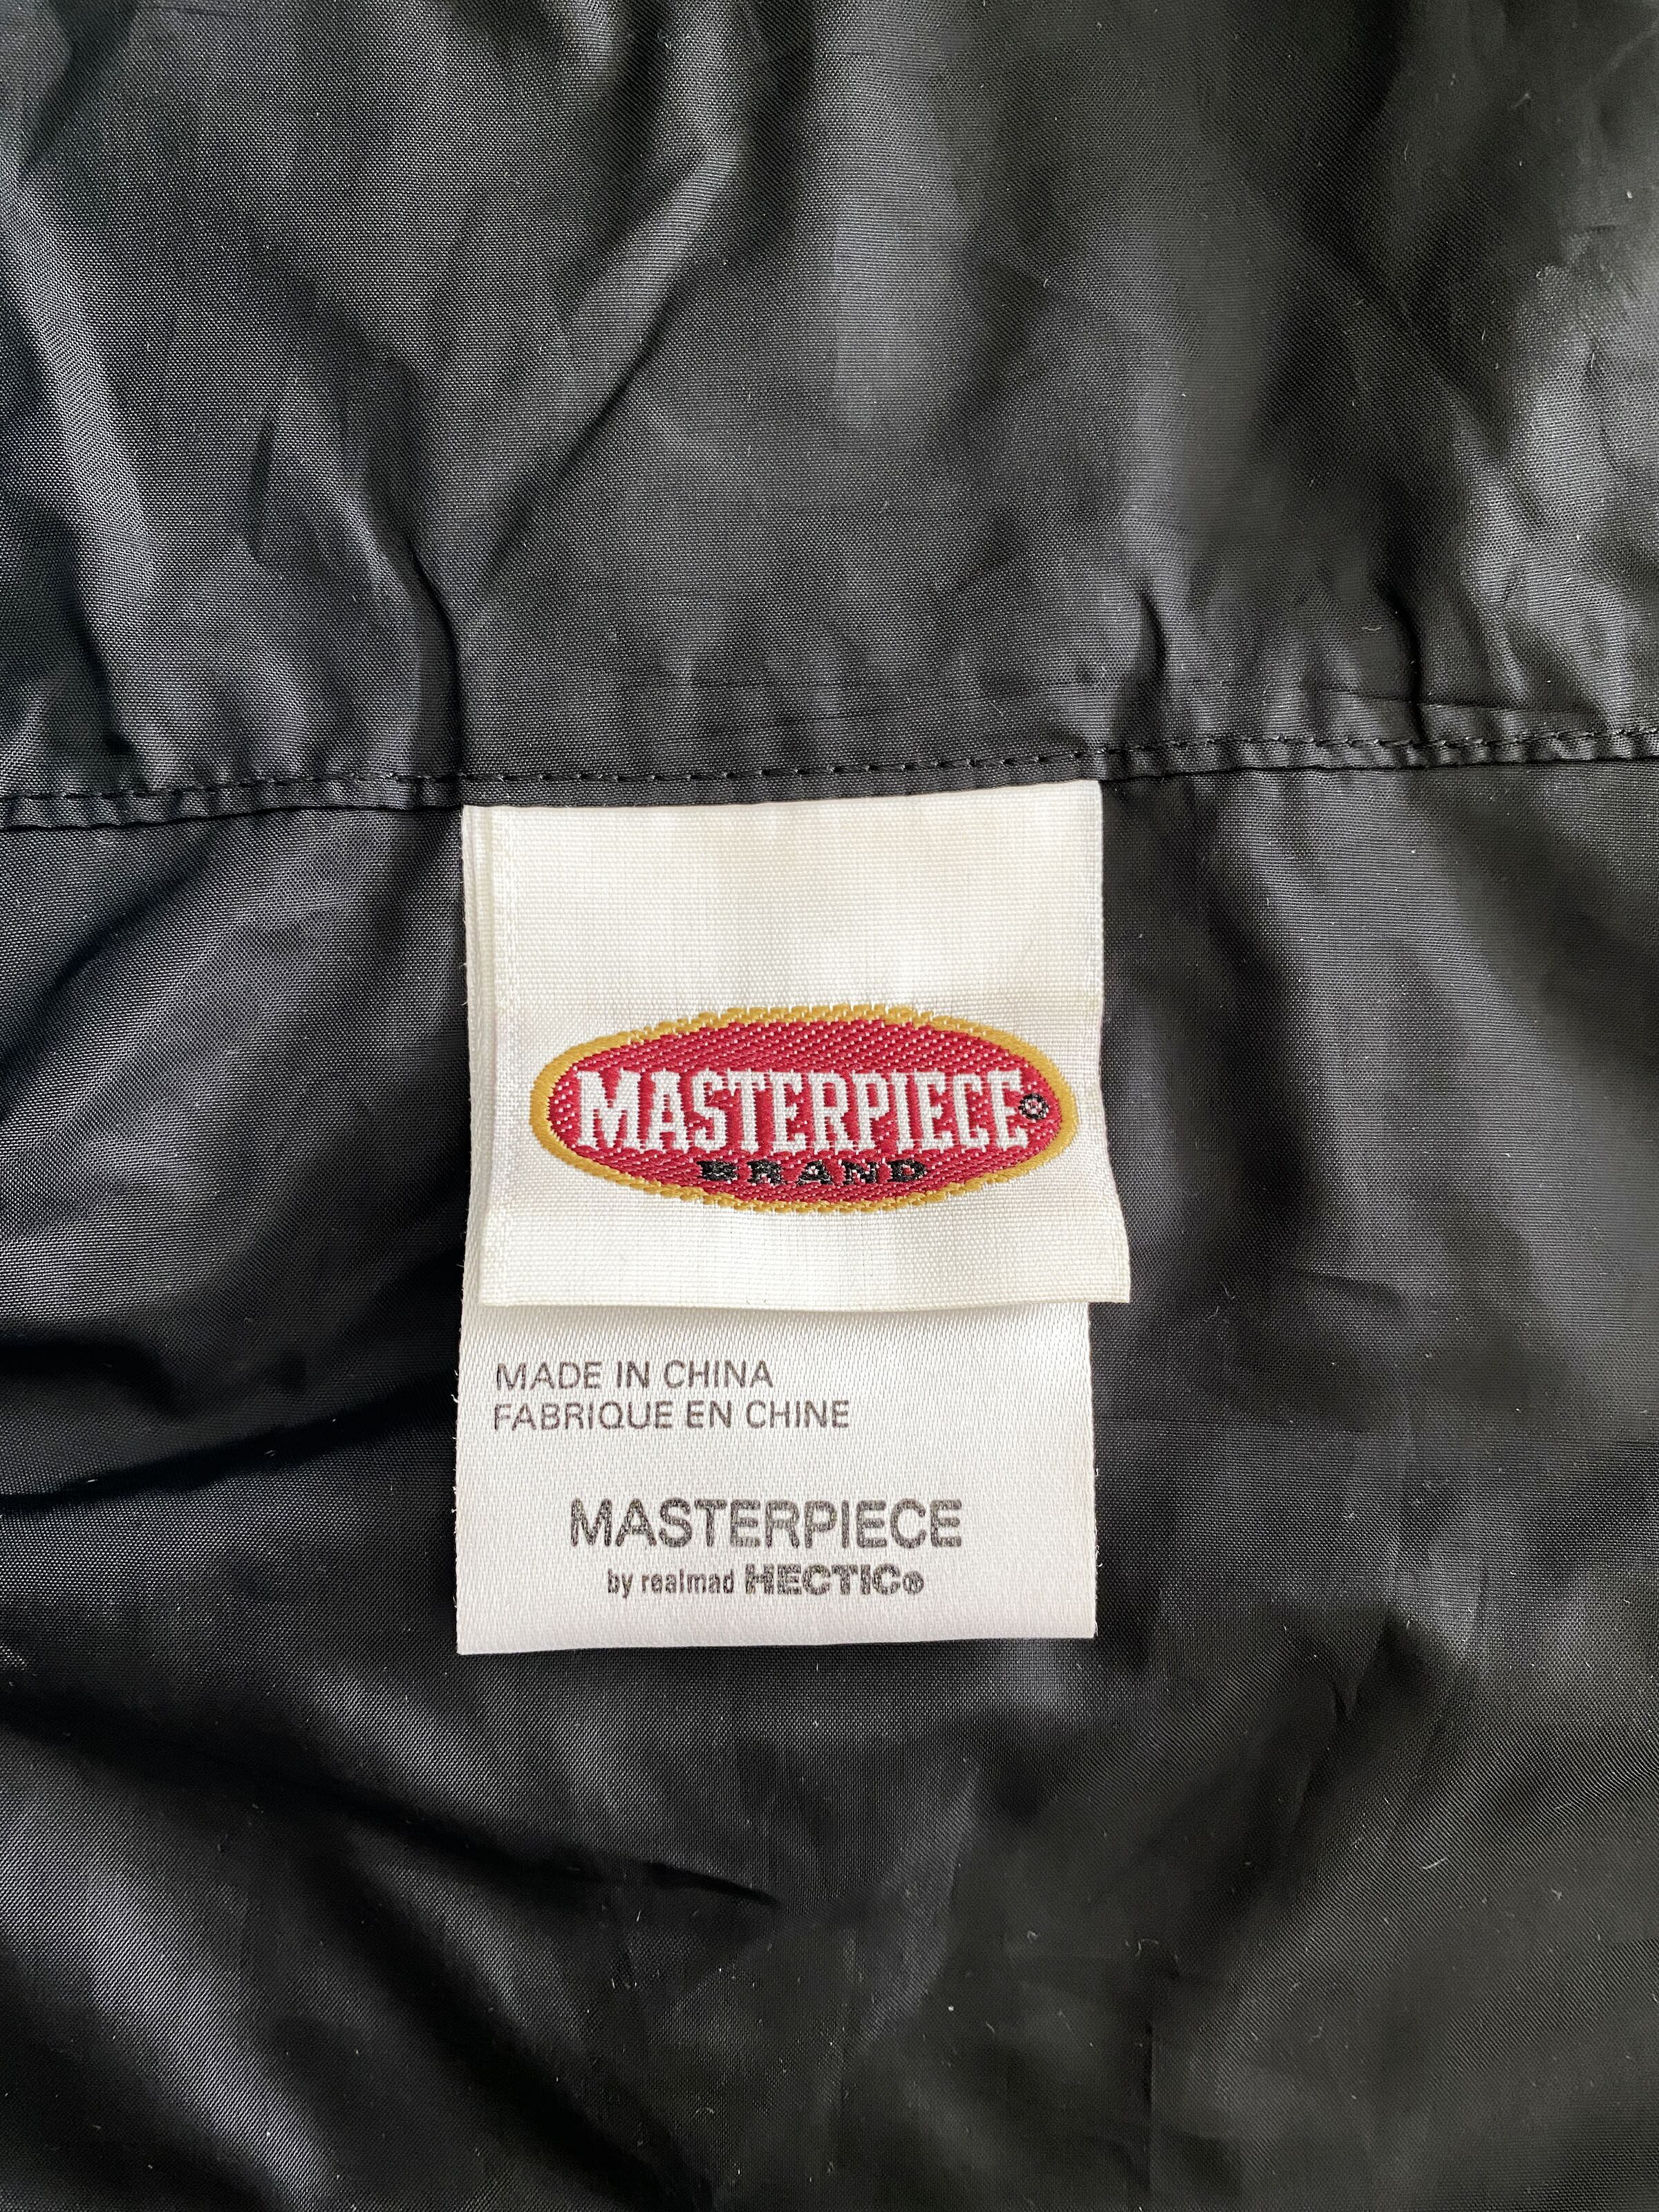 MASTERPIECE®
BRAND
MADE IN CHINA
FABRIQUE EN CHINE
MASTERPIECE
by realmad HECTIC®